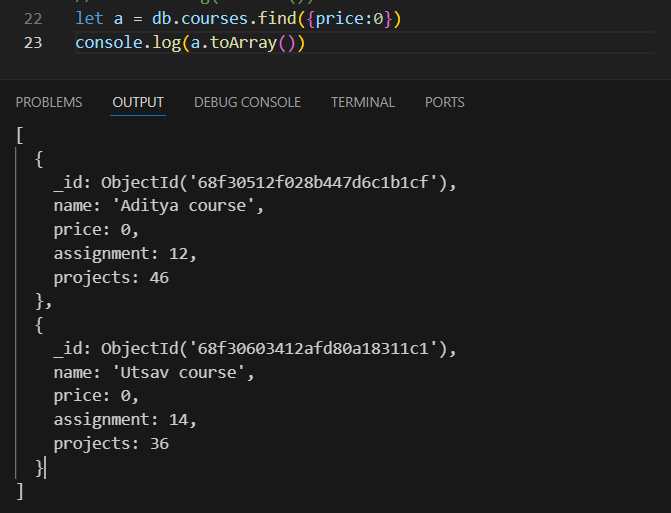 22 let a = db.courses.find({price:0})
23 console.log(a.toArray())
PROBLEMS OUTPUT DEBUG CONSOLE TERMINAL PORTS
[
  {
    _id: ObjectId('68f30512f028b447d6c1b1cf'),
    name: 'Aditya course',
    price: 0,
    assignment: 12,
    projects: 46
  },
  {
    _id: ObjectId('68f30603412afd80a18311c1'),
    name: 'Utsav course',
    price: 0,
    assignment: 14,
    projects: 36
  }
]